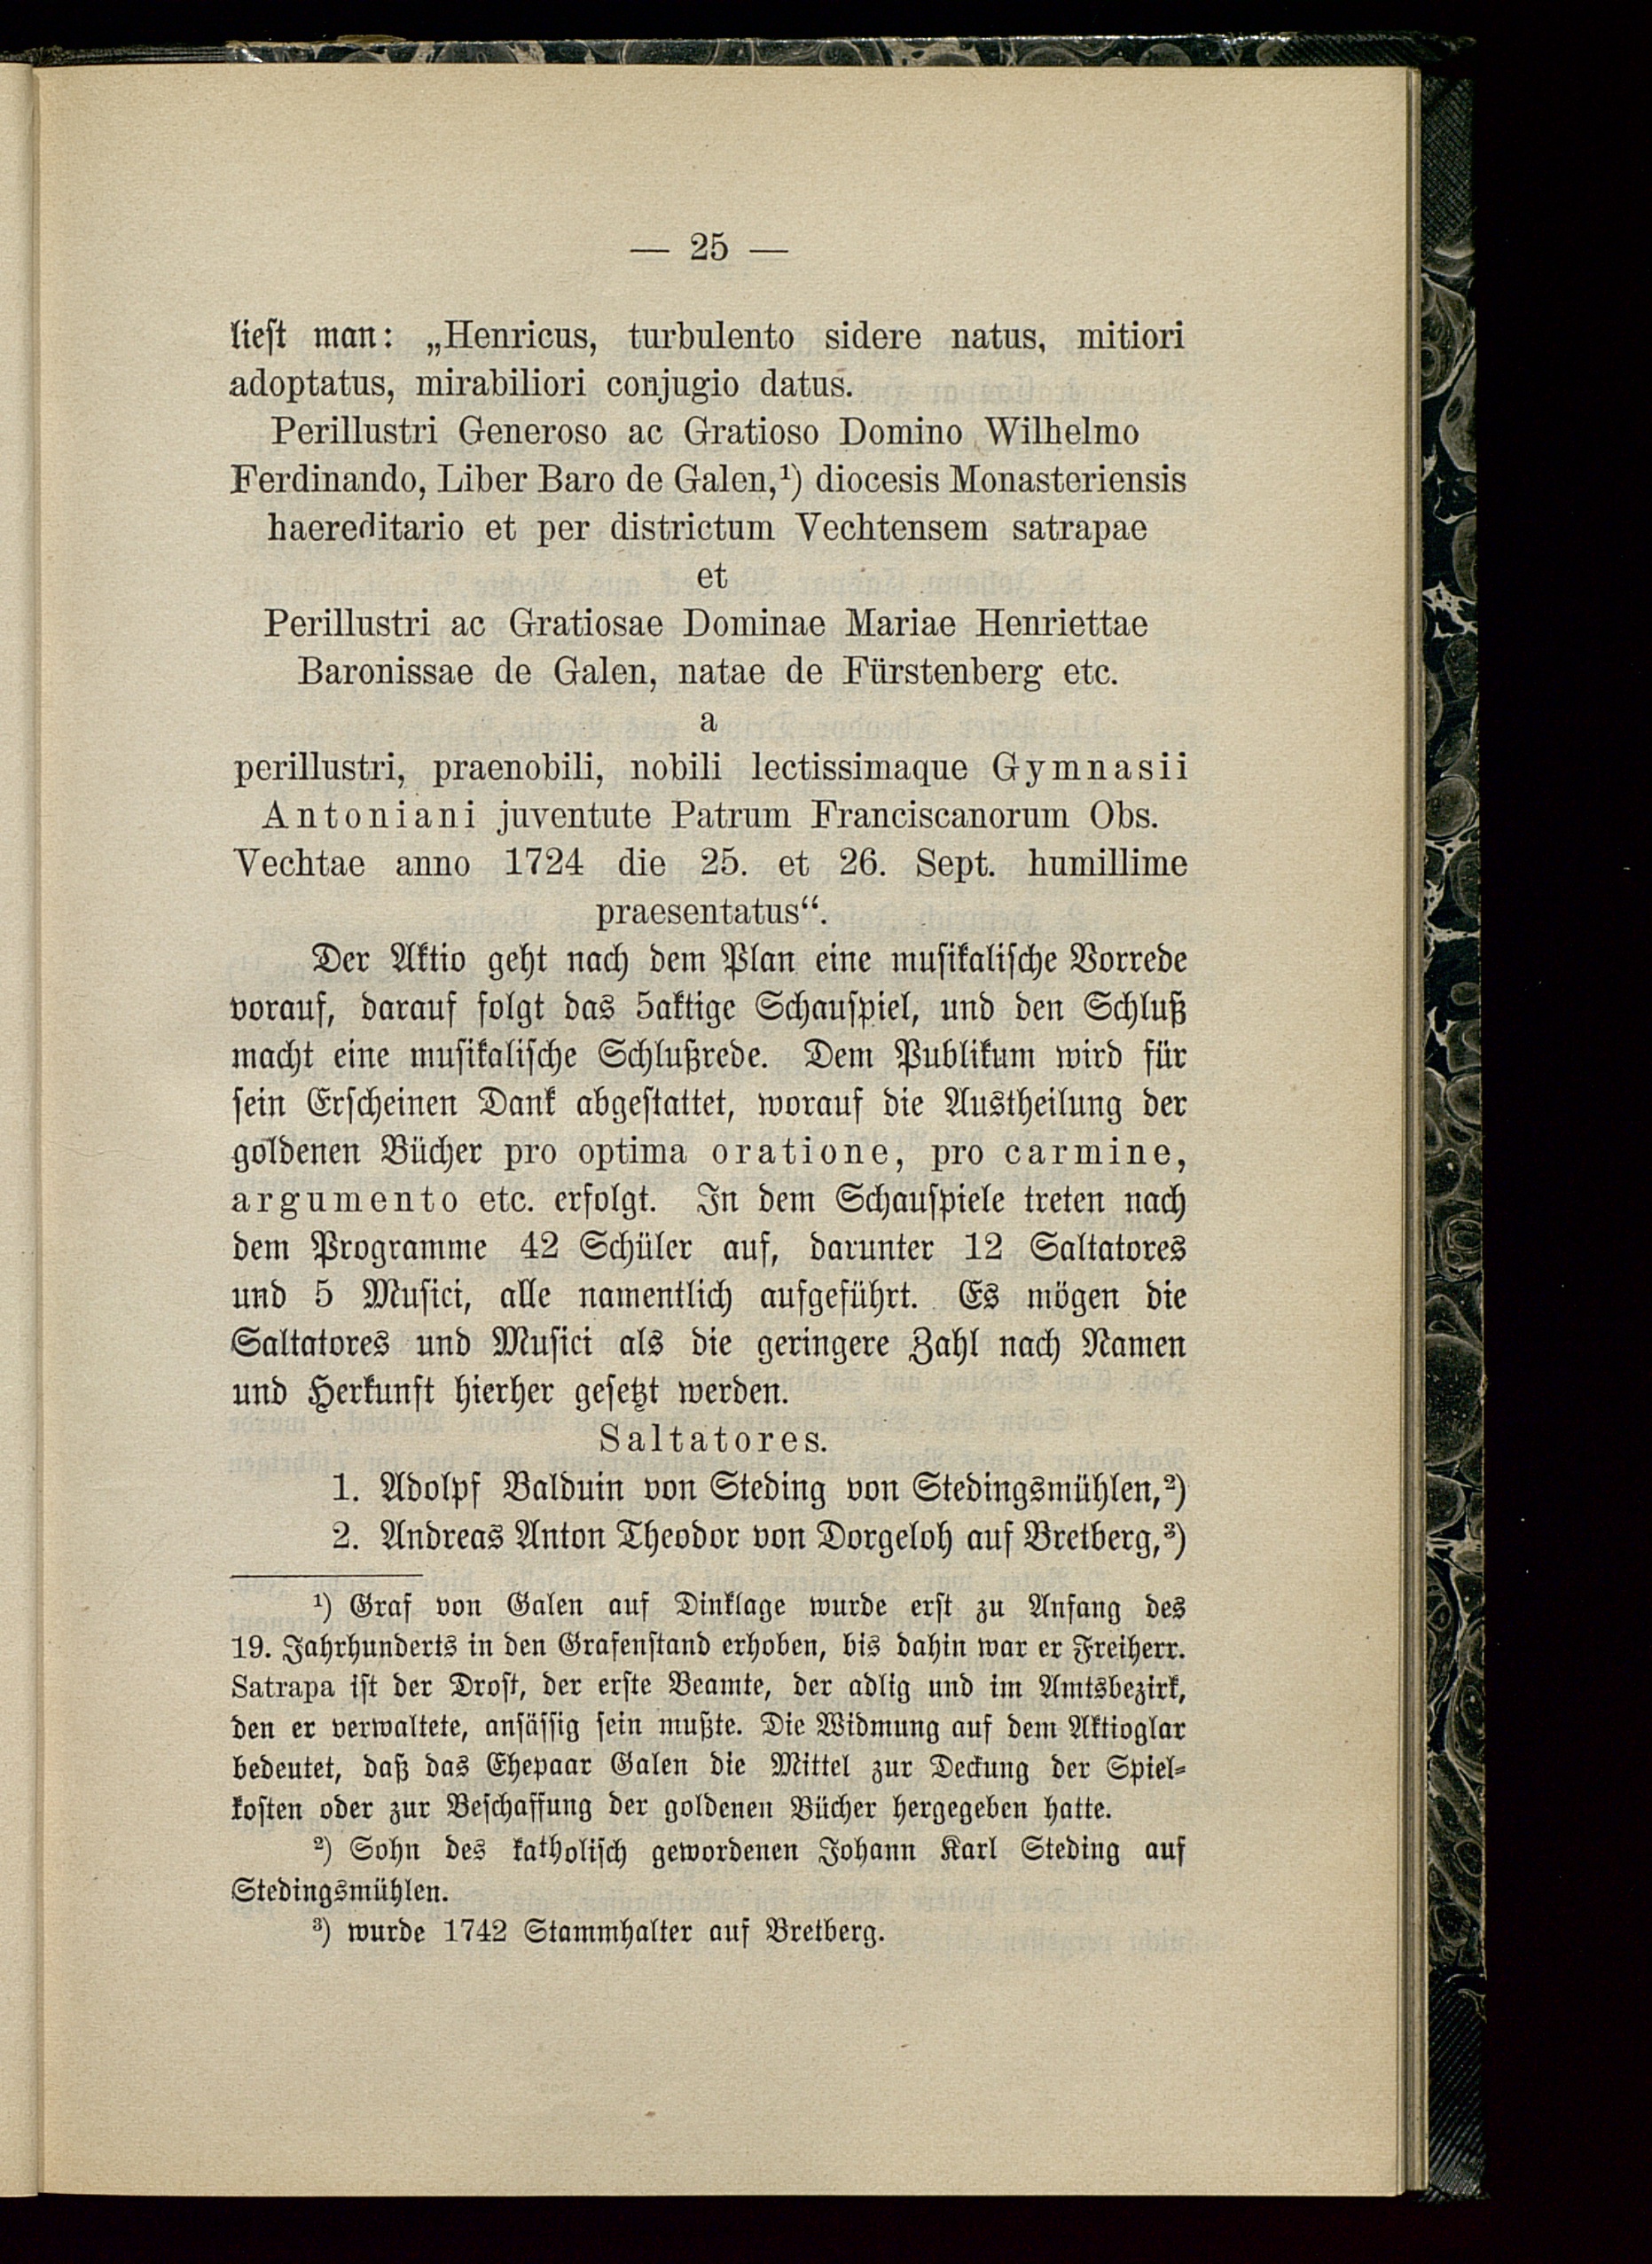 — 25 —
liest man: „Henricus, turbulento sidere natus, mitiori
adoptatus, mirabiliori conjugio datus.
Perillustri Generoso ac Gratioso Domino Wilhelmo
Ferdinando, Liber Baro de Galen,¹) diocesis Monasteriensis
haereditario et per districtum Vechtensem satrapae
et
Perillustri ac Gratiosae Dominae Mariae Henriettae
Baronissae de Galen, natae de Fürstenberg etc.
a
perillustri, praenobili, nobili lectissimaque Gymnasii
Antoniani juventute Patrum Franciscanorum Obs.
Vechtae anno 1724 die 25. et 26. Sept. humillime
praesentatus“.
Der Aktio geht nach dem Plan eine musikalische Vorrede
vorauf, darauf folgt das 5aktige Schauspiel, und den Schluß
macht eine musikalische Schlußrede. Dem Publikum wird für
sein Erscheinen Dank abgestattet, worauf die Austheilung der
goldenen Bücher pro optima oratione, pro carmine,
argumento etc. erfolgt. In dem Schauspiele treten nach
dem Programme 42 Schüler auf, darunter 12 Saltatores
und 5 Musici, alle namentlich aufgeführt. Es mögen die
Saltatores und Musici als die geringere Zahl nach Namen
und Herkunft hierher gesetzt werden.
Saltatores.
1. Adolpf Balduin von Steding von Stedingsmühlen,²)
2. Andreas Anton Theodor von Dorgeloh auf Bretberg,³)
¹) Graf von Galen auf Dinklage wurde erst zu Anfang des
19. Jahrhunderts in den Grafenstand erhoben, bis dahin war er Freiherr.
Satrapa ist der Drost, der erste Beamte, der adlig und im Amtsbezirk,
den er verwaltete, ansässig sein mußte. Die Widmung auf dem Aktioglar
bedeutet, daß das Ehepaar Galen die Mittel zur Deckung der Spiel-
kosten oder zur Beschaffung der goldenen Bücher hergegeben hatte.
²) Sohn des katholisch gewordenen Johann Karl Steding auf
Stedingsmühlen.
³) wurde 1742 Stammhalter auf Bretberg.